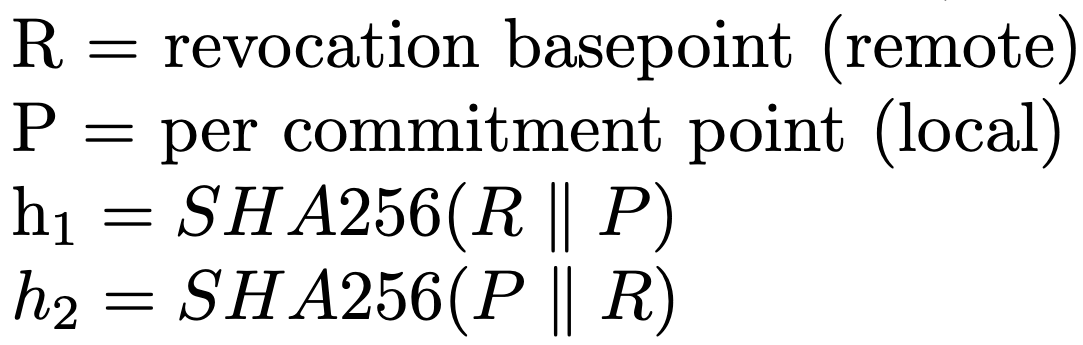 R = revocation basepoint (remote)
P = per commitment point (local)
h₁ = SHA256(R ∥ P)
h₂ = SHA256(P ∥ R)